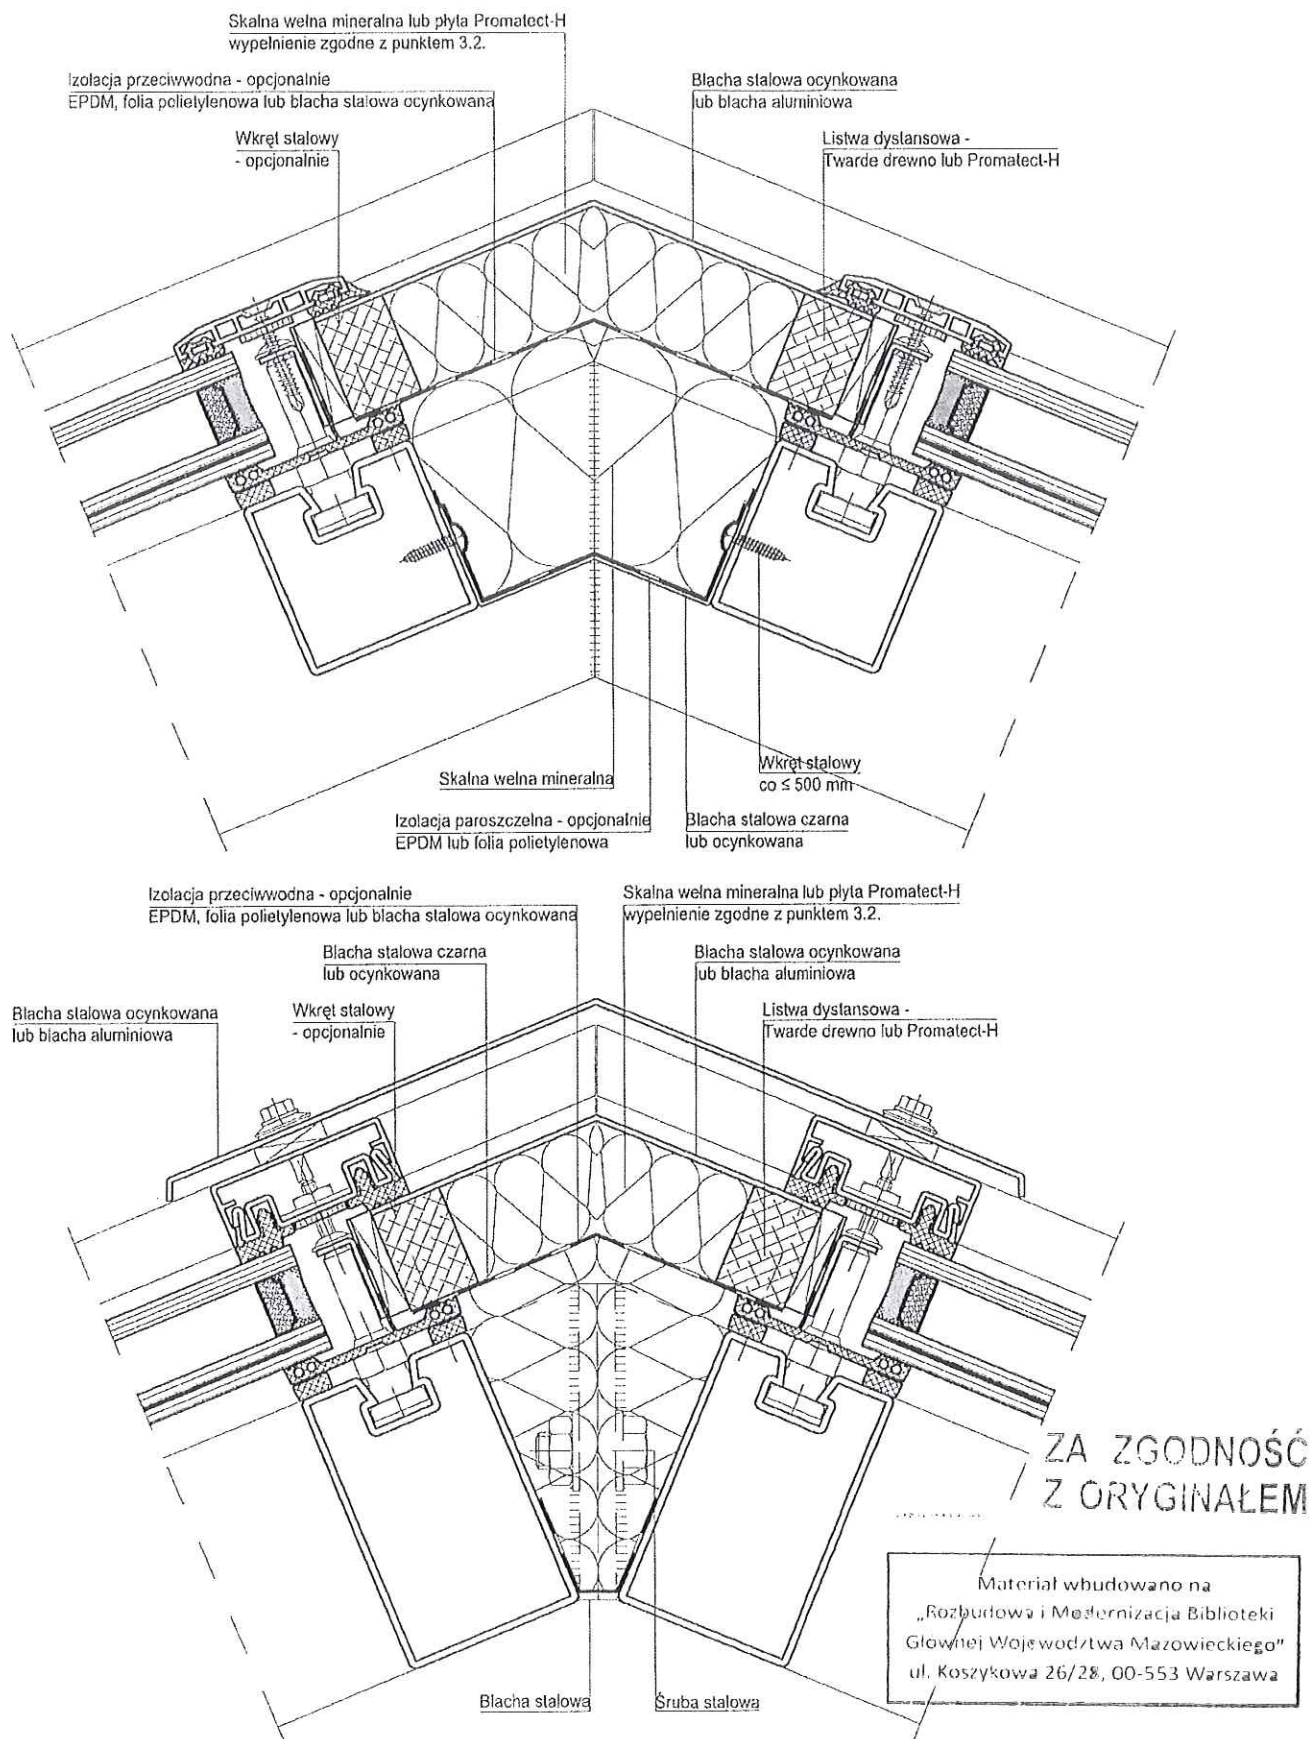 Skalna wełna mineralna lub płyta Promatect-H
wypełnienie zgodne z punktem 3.2.
Izolacja przeciwwodna - opcjonalnie
EPDM, folia polietylenowa lub blacha stalowa ocynkowana
Blacha stalowa ocynkowana
lub blacha aluminiowa
Wkręt stalowy
- opcjonalnie
Listwa dystansowa -
Twarde drewno lub Promatect-H
Skalna wełna mineralna
Wkręt stalowy
co ≤ 500 mm
Izolacja paroszczelna - opcjonalnie
EPDM lub folia polietylenowa
Blacha stalowa czarna
lub ocynkowana
Izolacja przeciwwodna - opcjonalnie
EPDM, folia polietylenowa lub blacha stalowa ocynkowana
Skalna wełna mineralna lub płyta Promatect-H
wypełnienie zgodne z punktem 3.2.
Blacha stalowa czarna
lub ocynkowana
Blacha stalowa ocynkowana
lub blacha aluminiowa
Blacha stalowa ocynkowana
lub blacha aluminiowa
Wkręt stalowy
- opcjonalnie
Listwa dystansowa -
Twarde drewno lub Promatect-H
ZA ZGODNOŚĆ
Z ORYGINAŁEM
Materiał wbudowano na
„Rozbudowa i Modernizacja Biblioteki
Głównej Województwa Mazowieckiego"
ul. Koszykowa 26/28, 00-553 Warszawa
Blacha stalowa
Śruba stalowa